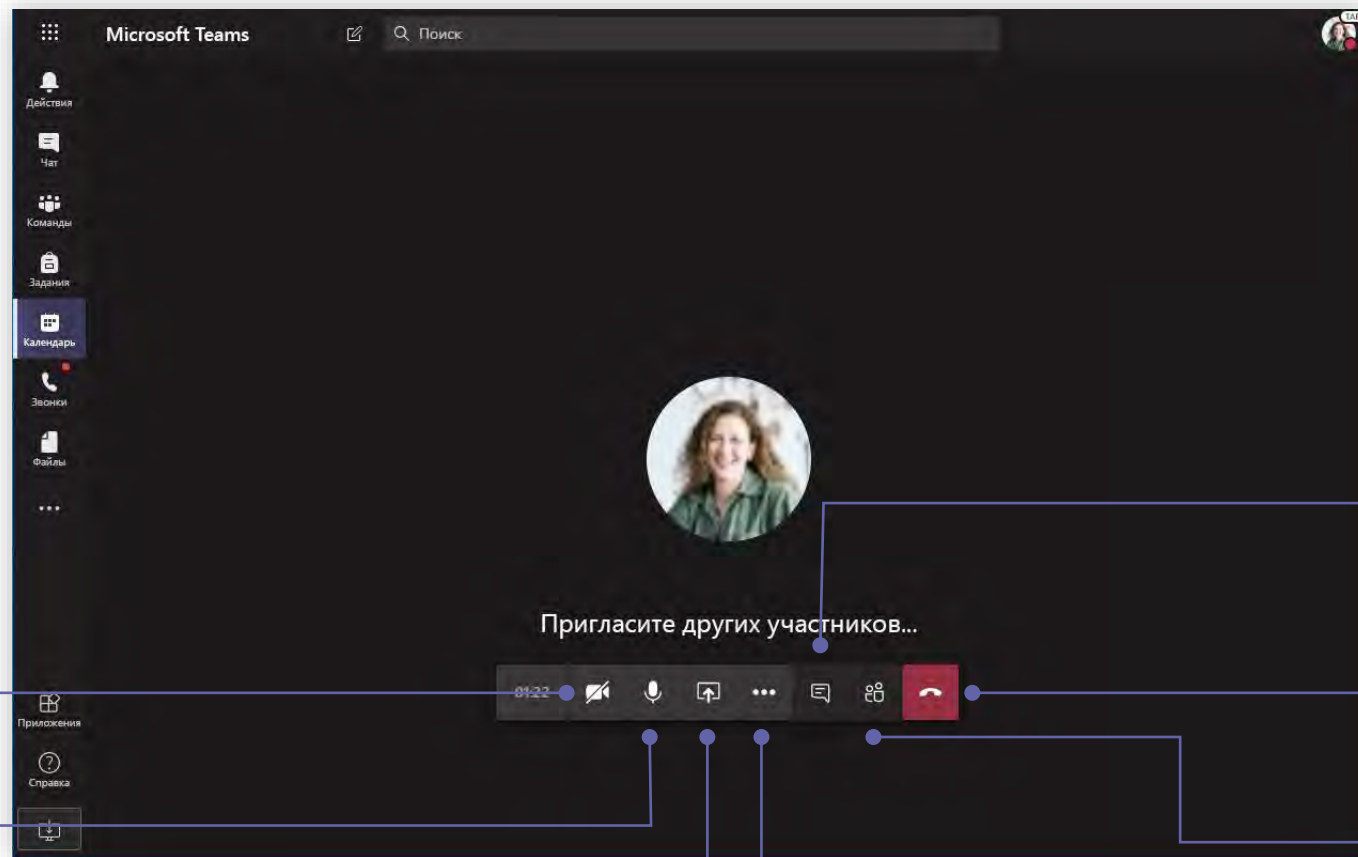 Microsoft Teams
Поиск
Действия
Чат
Команды
Задания
Календарь
Звонки
Файлы
Пригласите других участников...
01:22
Приложения
Справка